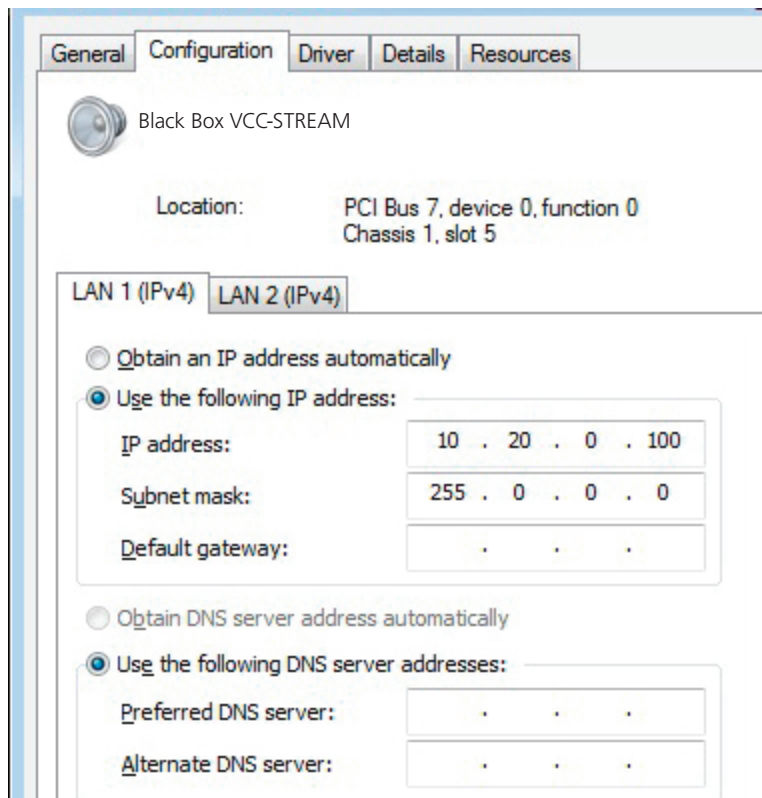 General Configuration Driver Details Resources
Black Box VCC-STREAM
Location: PCI Bus 7, device 0, function 0
Chassis 1, slot 5
LAN 1 (IPv4) LAN 2 (IPv4)
Obtain an IP address automatically
Use the following IP address:
IP address: 10 . 20 . 0 . 100
Subnet mask: 255 . 0 . 0 . 0
Default gateway: . . .
Obtain DNS server address automatically
Use the following DNS server addresses:
Preferred DNS server: . . .
Alternate DNS server: . . .